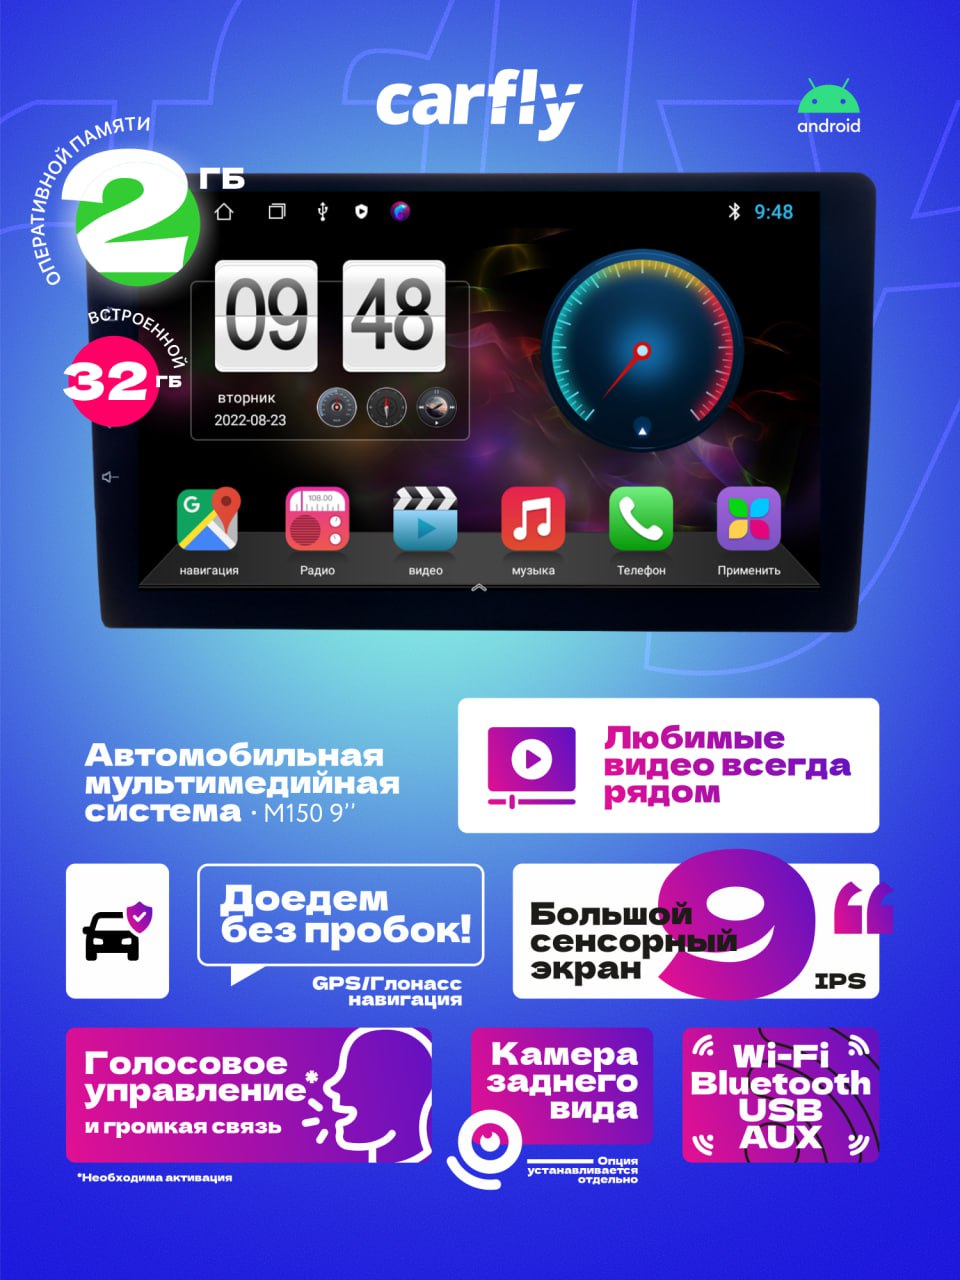 carfly
android
ОПЕРАТИВНОЙ ПАМЯТИ
2 ГБ
ВСТРОЕННОЙ
32 ГБ
9:48
09 48
вторник
2022-08-23
G
108.00
навигация
Радио
видео
музыка
Телефон
Применить
Автомобильная
мультимедийная
система · M150 9’’
Любимые
видео всегда
рядом
Доедем
без пробок!
GPS/Глонасс
навигация
Большой
сенсорный
экран
9“
IPS
Голосовое
управление*
и громкая связь
*Необходима активация
Камера
заднего
вида
Опция
устанавливается
отдельно
Wi-Fi
Bluetooth
USB
AUX